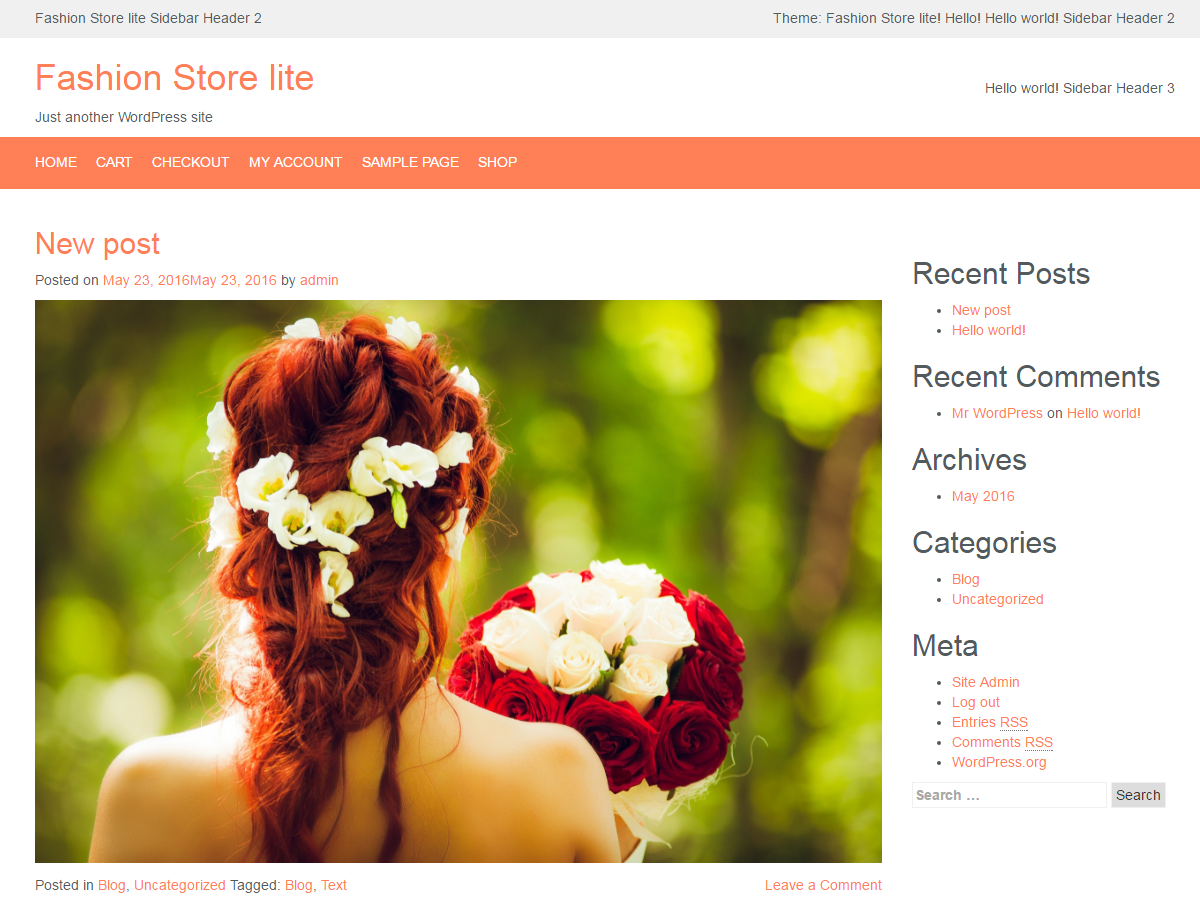 Fashion Store lite Sidebar Header 2
Theme: Fashion Store lite! Hello! Hello world! Sidebar Header 2
Fashion Store lite
Just another WordPress site
Hello world! Sidebar Header 3
HOME CART CHECKOUT MY ACCOUNT SAMPLE PAGE SHOP
New post
Posted on May 23, 2016May 23, 2016 by admin
Posted in Blog, Uncategorized Tagged: Blog, Text
Leave a Comment
Recent Posts
New post
Hello world!
Recent Comments
Mr WordPress on Hello world!
Archives
May 2016
Categories
Blog
Uncategorized
Meta
Site Admin
Log out
Entries RSS
Comments RSS
WordPress.org
Search …
Search